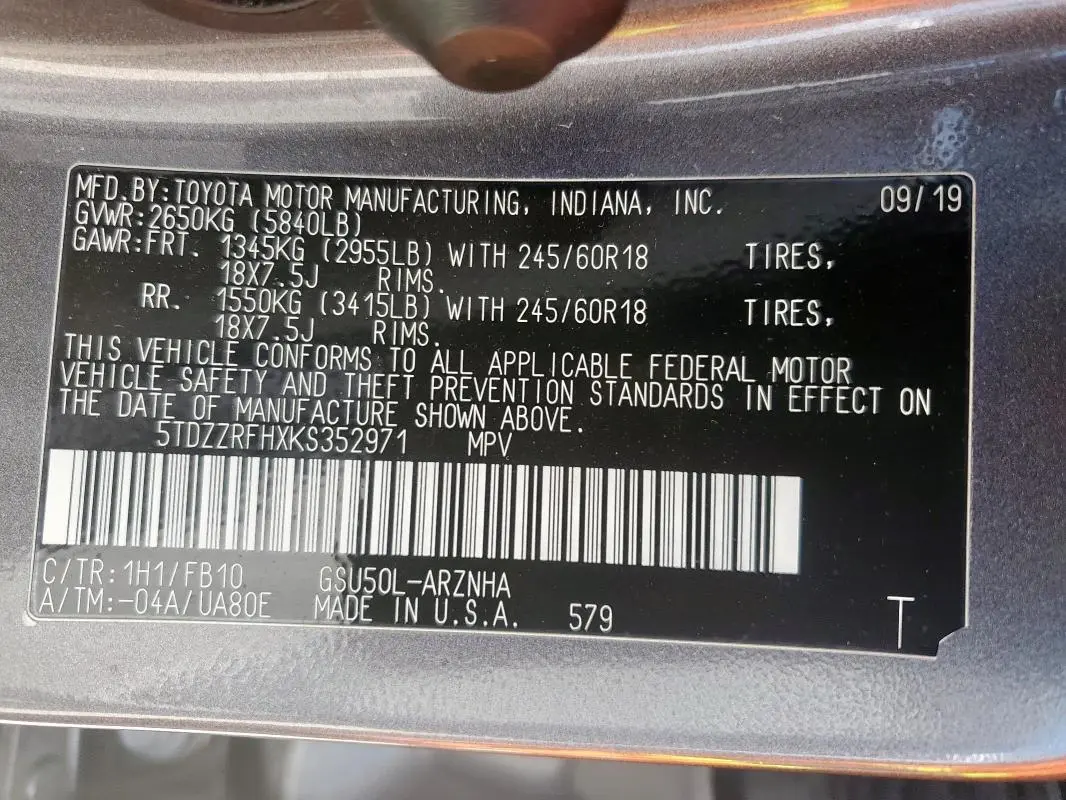 MFD. BY: TOYOTA MOTOR MANUFACTURING, INDIANA, INC. 09/19
GVWR: 2650KG (5840LB)
GAWR: FRT. 1345KG (2955LB) WITH 245/60R18 TIRES,
18X7.5J RIMS.
RR. 1550KG (3415LB) WITH 245/60R18 TIRES,
18X7.5J RIMS.
THIS VEHICLE CONFORMS TO ALL APPLICABLE FEDERAL MOTOR
VEHICLE SAFETY AND THEFT PREVENTION STANDARDS IN EFFECT ON
THE DATE OF MANUFACTURE SHOWN ABOVE.
5TDZZRFHXKS352971 MPV
C/TR: 1H1/FB10 GSU50L-ARZNHA
A/TM: -04A/UA80E MADE IN U.S.A. 579 T